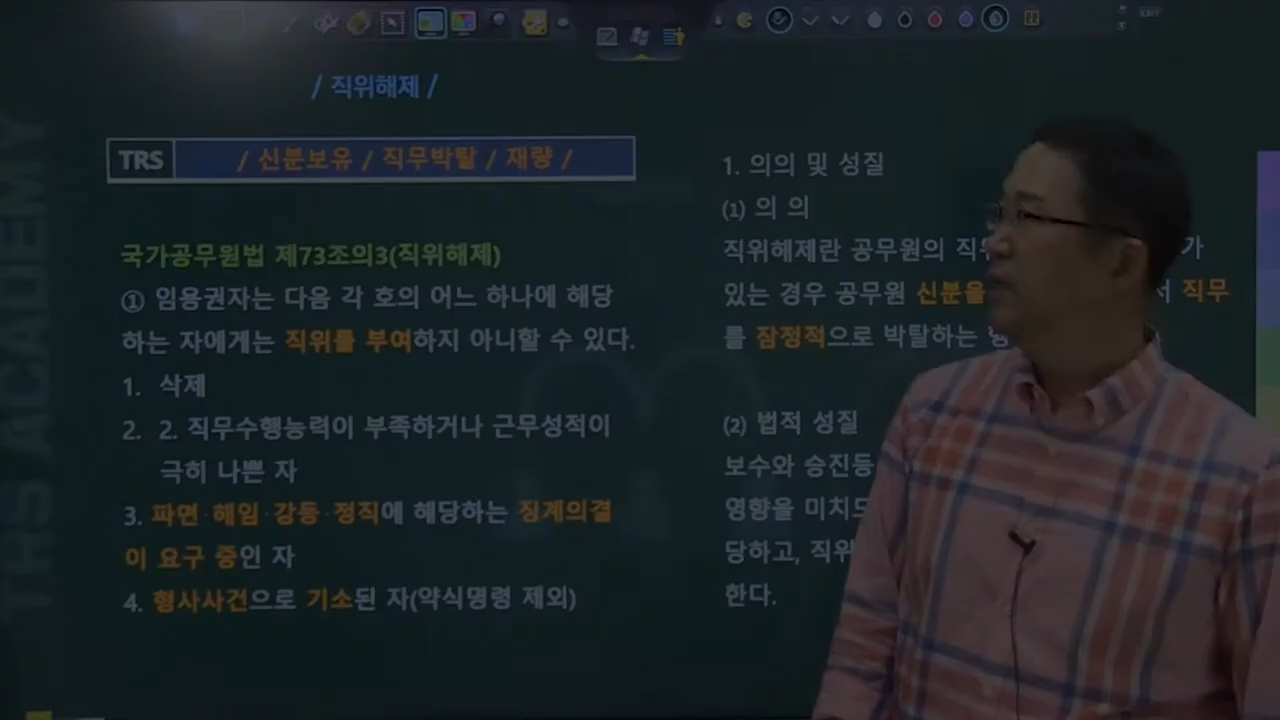 / 직위해제 /
TRS / 신분보유 / 직무박탈 / 재량 /
국가공무원법 제73조의3(직위해제)
① 임용권자는 다음 각 호의 어느 하나에 해당
하는 자에게는 직위를 부여하지 아니할 수 있다.
1. 삭제
2. 2. 직무수행능력이 부족하거나 근무성적이
극히 나쁜 자
3. 파면·해임·강등·정직에 해당하는 징계의결
이 요구 중인 자
4. 형사사건으로 기소된 자(약식명령 제외)
1. 의의 및 성질
(1) 의 의
직위해제란 공무원의 직위 가
있는 경우 공무원 신분을 서 직무
를 잠정적으로 박탈하는
(2) 법적 성질
보수와 승진등
영향을 미치
당하고, 직위
한다.
TRS ACADEMY
EXIT